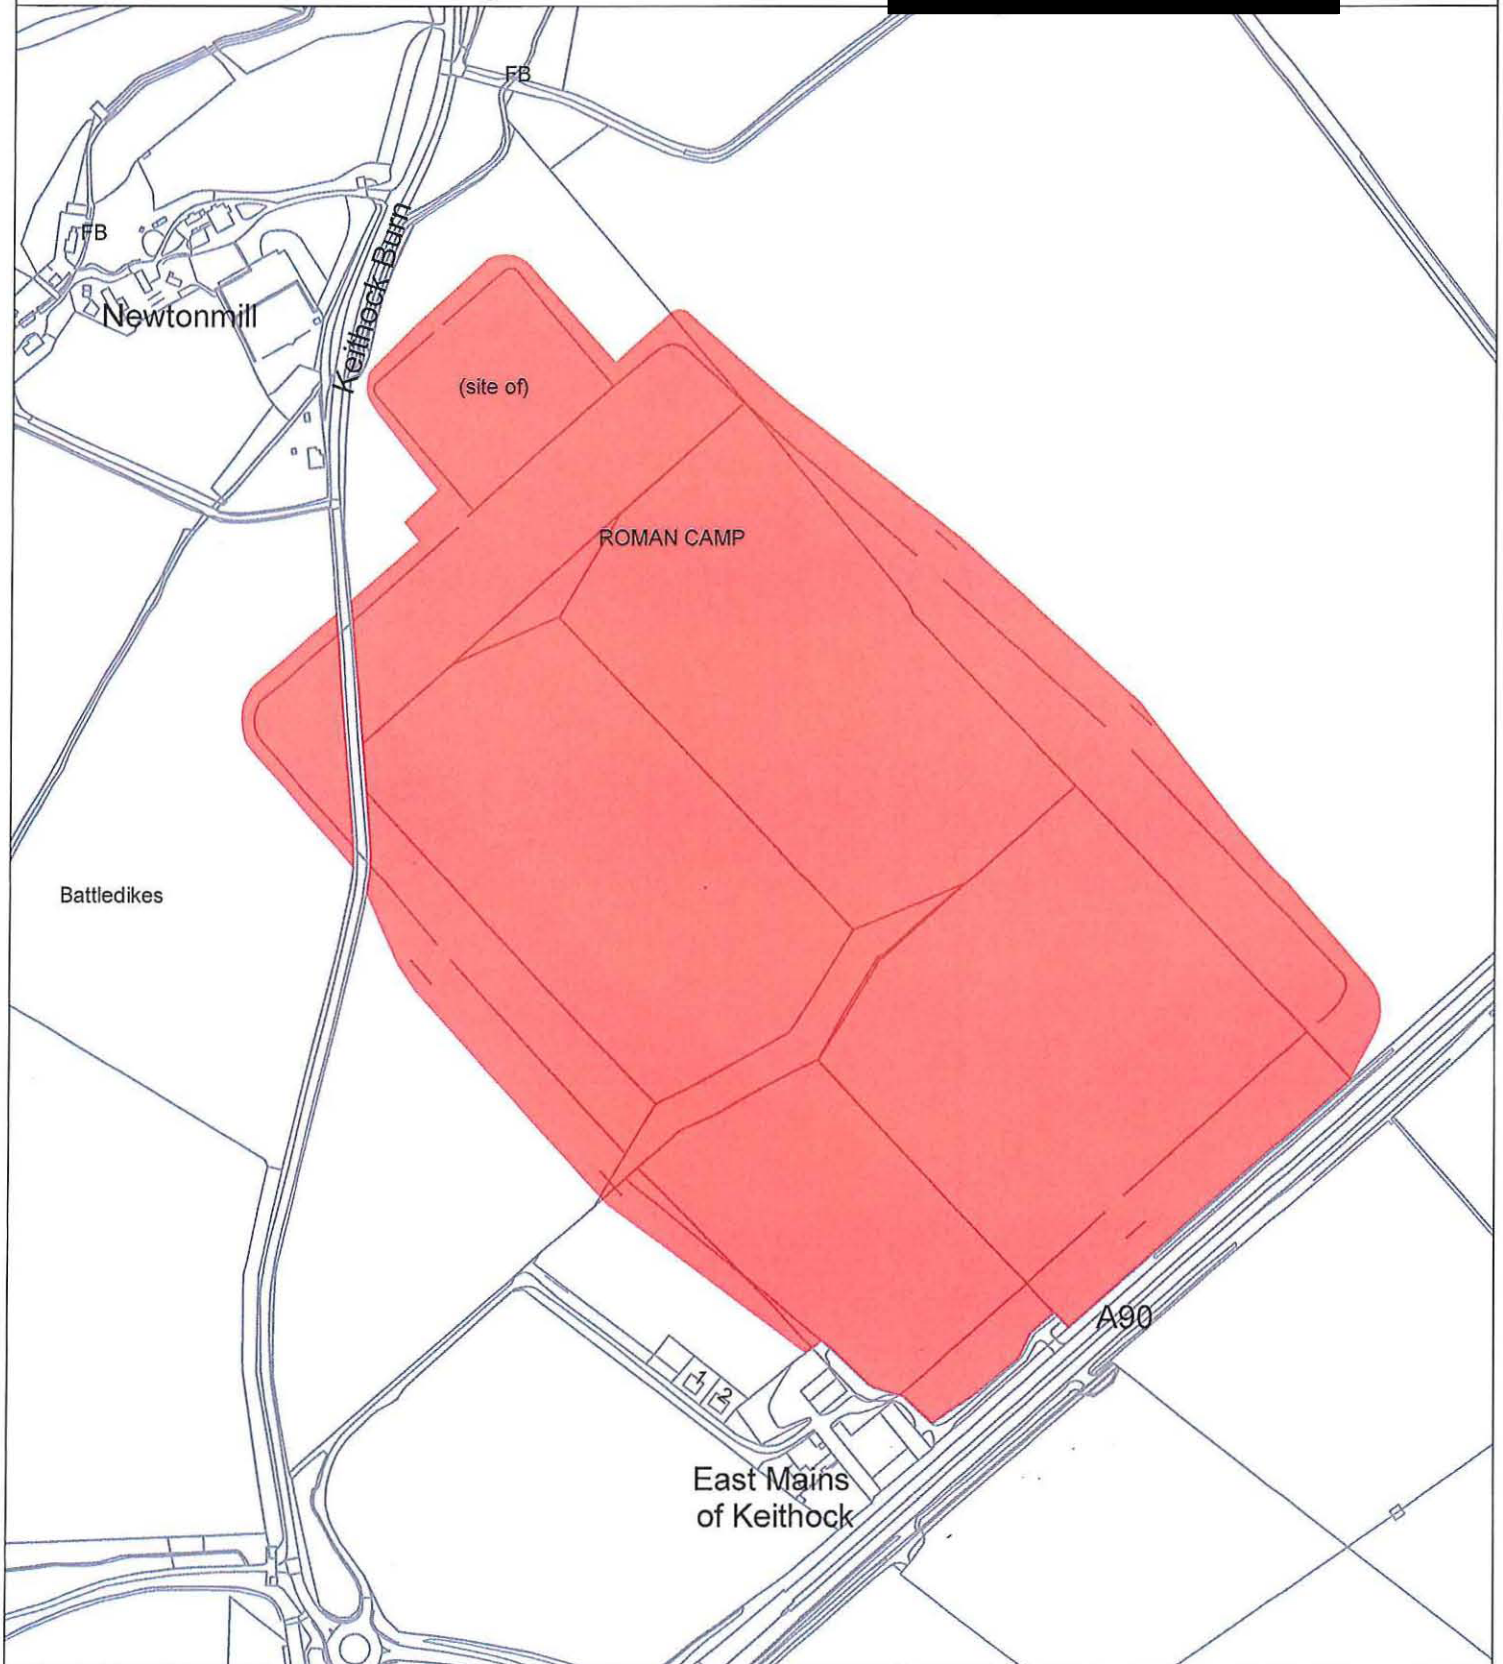 FB
FB
Newtonmill
Keithock Burn
(site of)
ROMAN CAMP
Battledikes
A90
1
2
East Mains
of Keithock